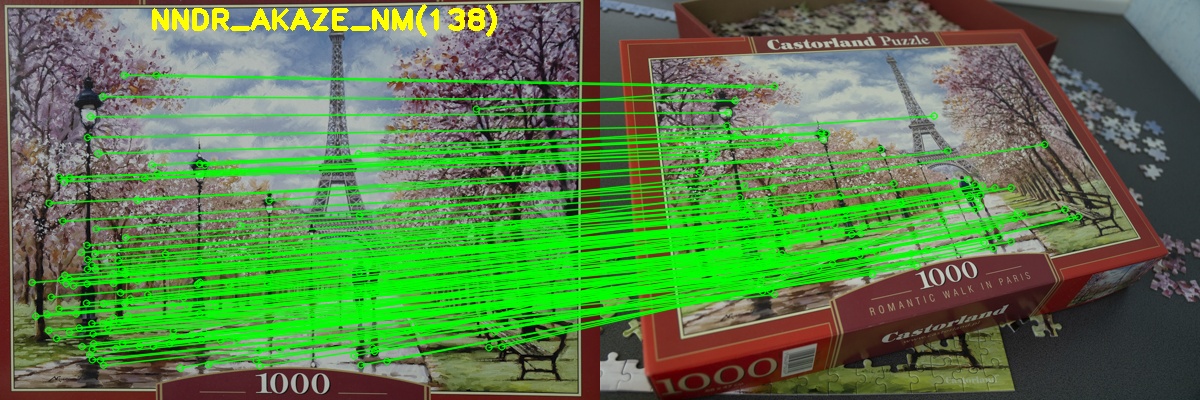 NNDR_AKAZE_NM(138)
1000
Castorland Puzzle
1000
ROMANTIC WALK IN PARIS
Castorland
1000